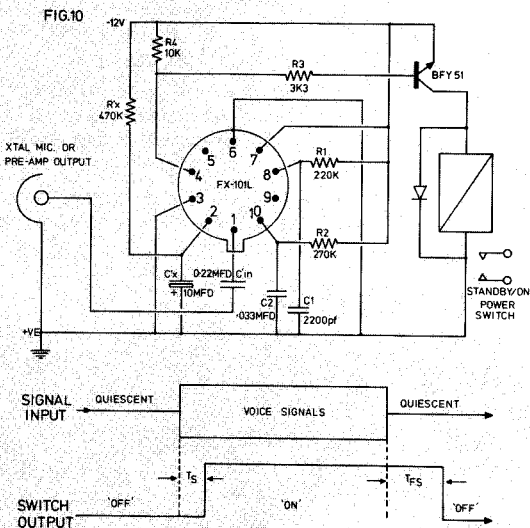 FIG.10
-12V
R4
10K
R3
3K3
BFY 51
R'x
470K
XTAL MIC. OR
PRE-AMP OUTPUT
5
6
7
4
8
FX-101L
3
9
2
1
10
R1
220K
R2
270K
C'x
0·22MFD
C'in
+ 10MFD
C2
·033MFD
C1
2200pf
STANDBY/ON
POWER
SWITCH
+VE
SIGNAL
INPUT
QUIESCENT
VOICE SIGNALS
QUIESCENT
TS
TFS
SWITCH
OUTPUT
'OFF'
'ON'
'OFF'